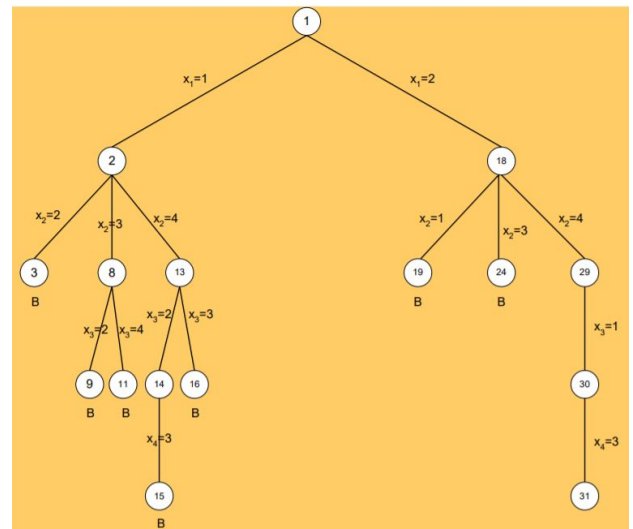 1
x₁=1 x₁=2
2 18
x₂=2 x₂=3 x₂=4 x₂=1 x₂=3 x₂=4
3 8 13 19 24 29
B B B
x₃=2 x₃=4 x₃=2 x₃=3 x₃=1
9 11 14 16 30
B B B
x₄=3 x₄=3
15 31
B